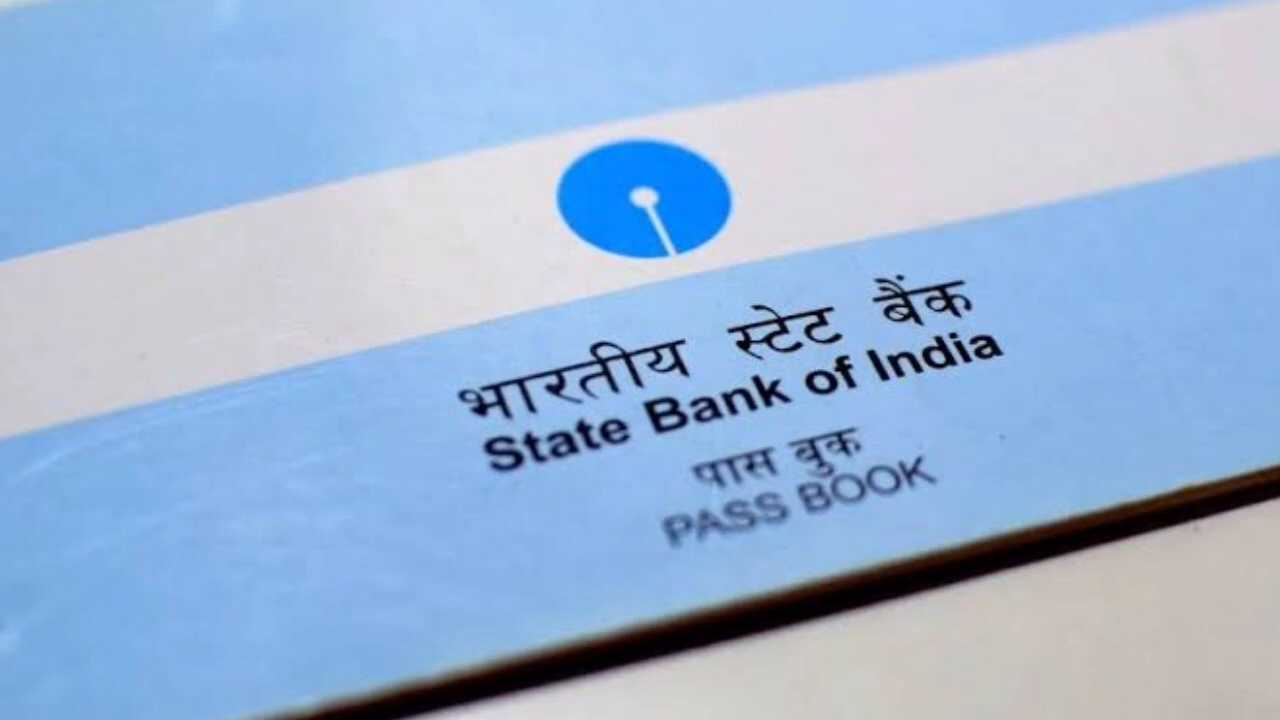 भारतीय स्टेट बैंक
State Bank of India
पास बुक
PASS BOOK